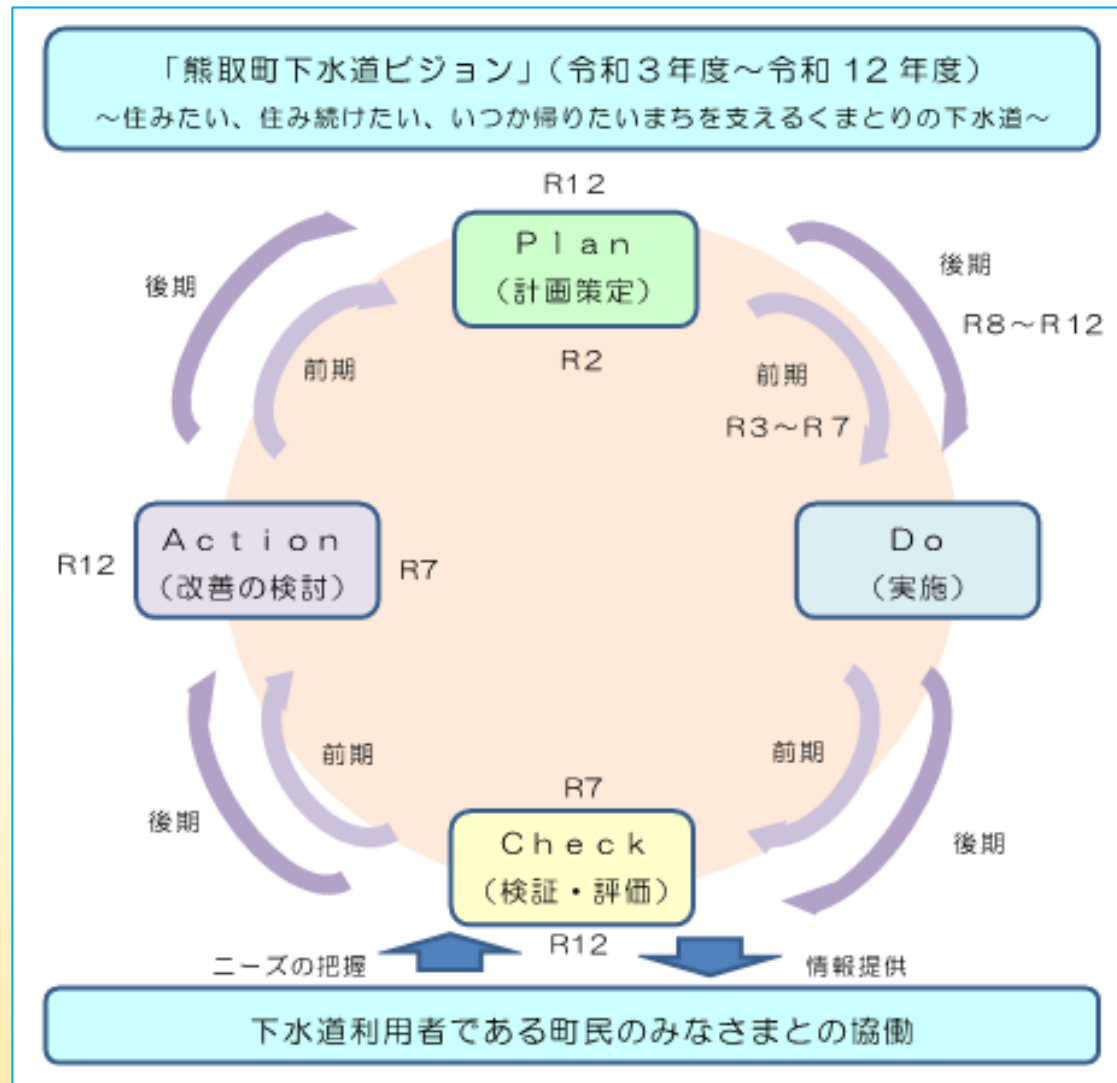 「熊取町下水道ビジョン」（令和３年度～令和 12 年度）
～住みたい、住み続けたい、いつか帰りたいまちを支えるくまとりの下水道～
R12
Ｐｌａｎ
（計画策定）
R2
後期
前期
前期
R3～R7
後期
R8～R12
R12
Ａｃｔｉｏｎ
（改善の検討）
R7
Ｄｏ
（実施）
後期
前期
前期
後期
R7
Ｃｈｅｃｋ
（検証・評価）
R12
ニーズの把握
情報提供
下水道利用者である町民のみなさまとの協働